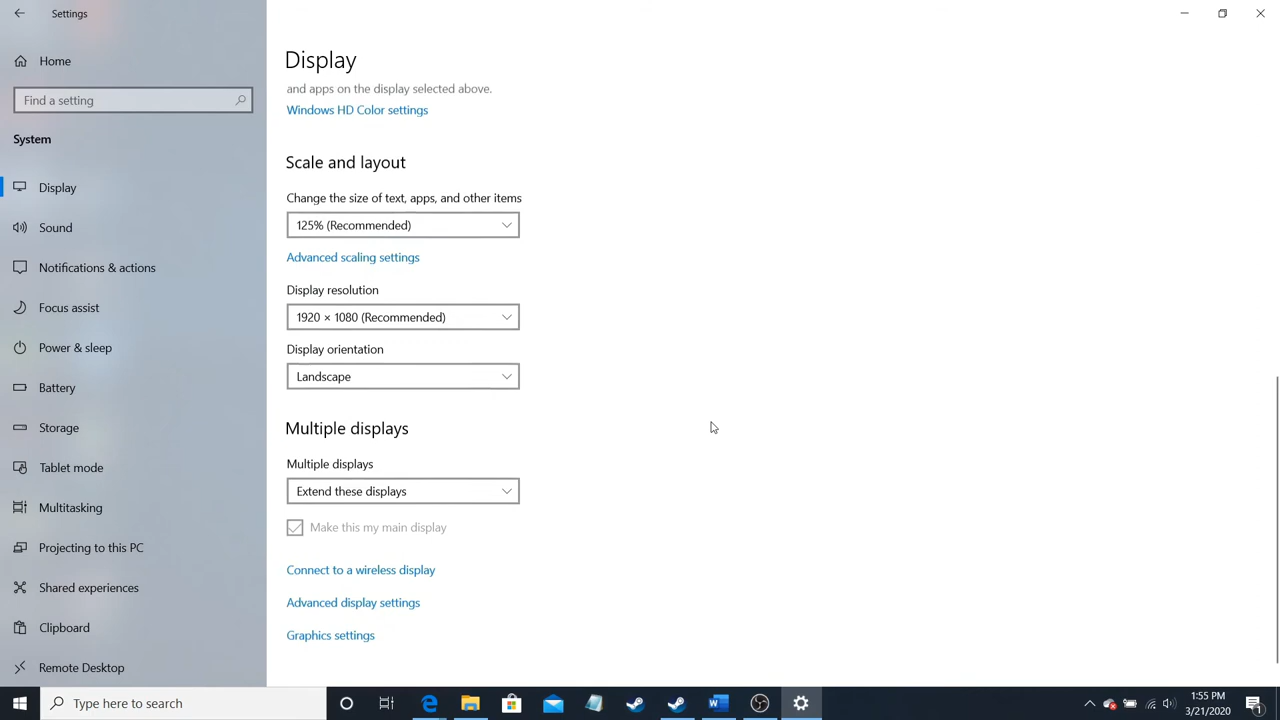 Settings
Home
Find a setting
System
Display
Sound
Notifications & actions
Focus assist
Power & sleep
Battery
Storage
Tablet mode
Multitasking
Projecting to this PC
Shared experiences
Clipboard
Remote Desktop
Display
and apps on the display selected above.
Windows HD Color settings
Scale and layout
Change the size of text, apps, and other items
125% (Recommended)
Advanced scaling settings
Display resolution
1920 × 1080 (Recommended)
Display orientation
Landscape
Multiple displays
Multiple displays
Extend these displays
Make this my main display
Connect to a wireless display
Advanced display settings
Graphics settings
Type here to search
1:55 PM
3/21/2020
1